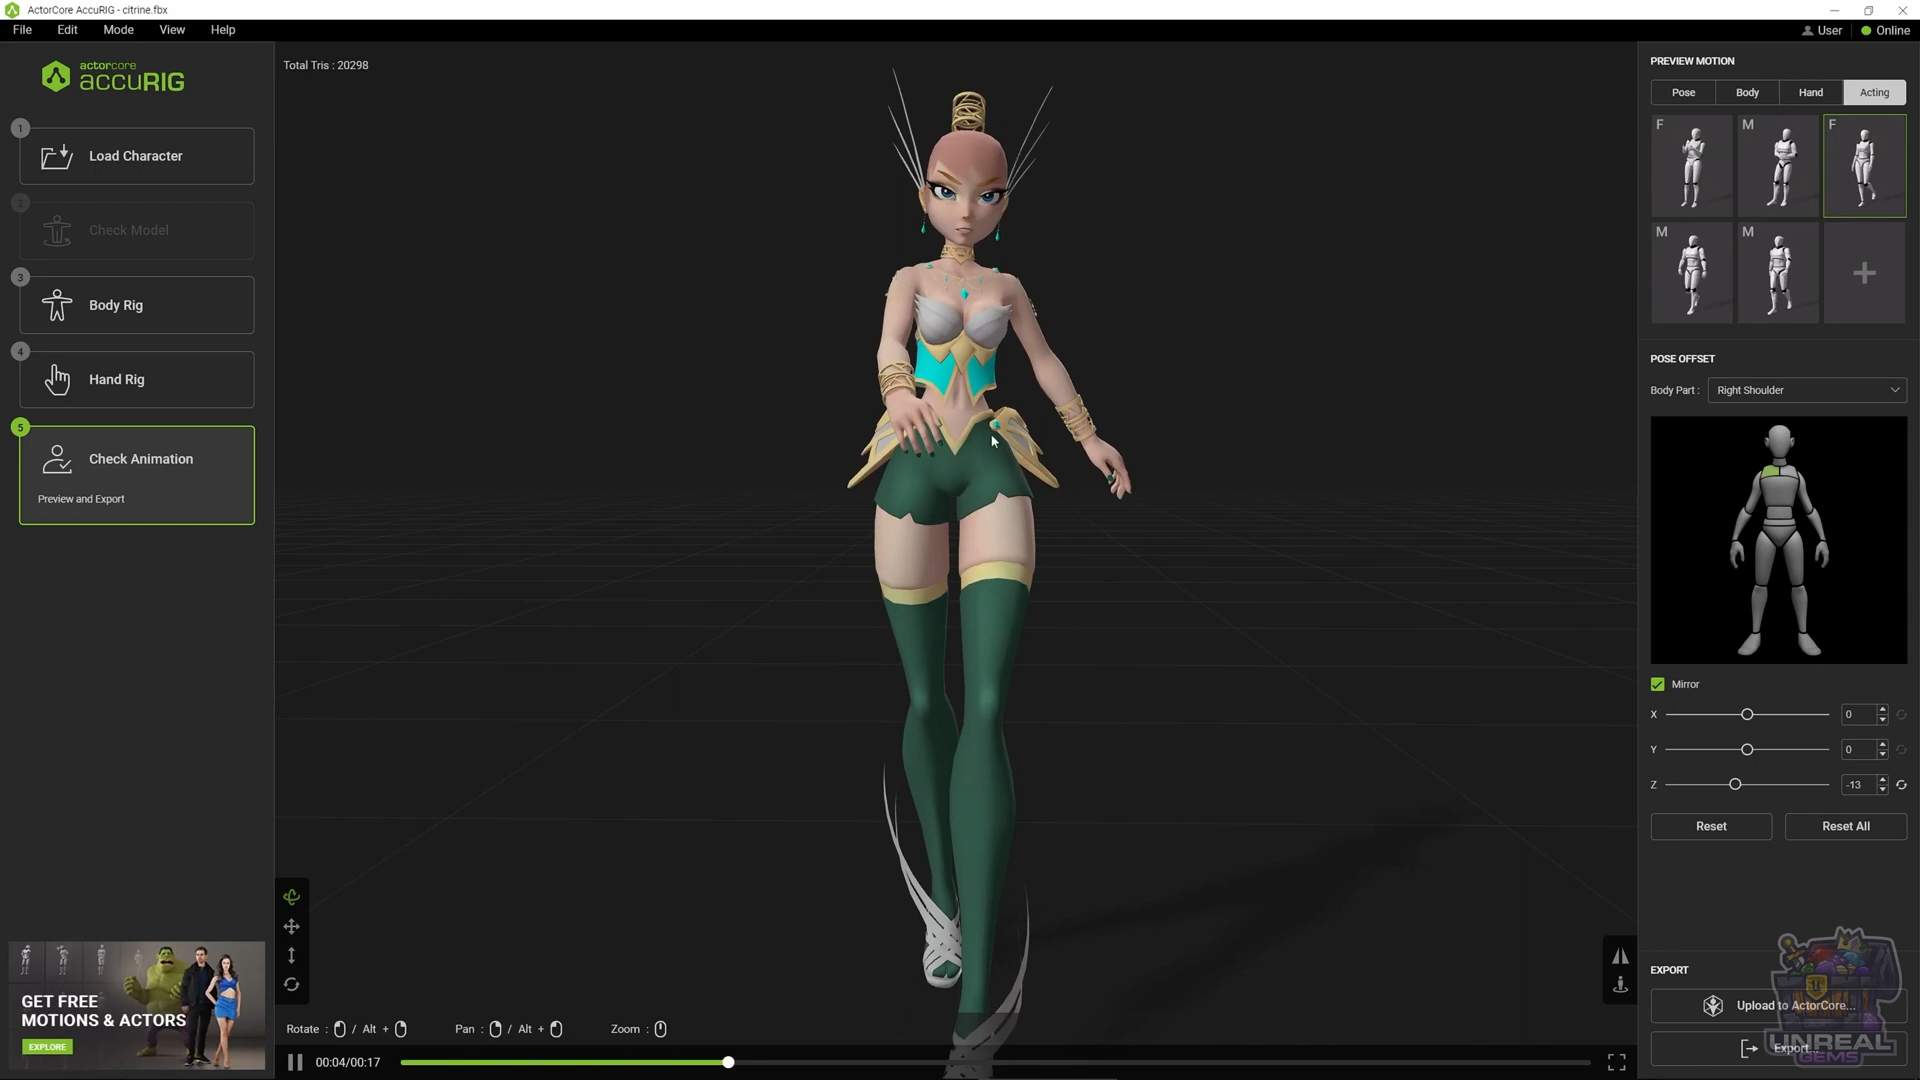 ActorCore AccuRIG - citrine.fbx
File Edit Mode View Help
User Online
actorcore
accuRIG
1
Load Character
2
Check Model
3
Body Rig
4
Hand Rig
5
Check Animation
Preview and Export
GET FREE
MOTIONS & ACTORS
EXPLORE
Total Tris : 20298
Rotate : / Alt + Pan : / Alt + Zoom :
00:04/00:17
PREVIEW MOTION
Pose Body Hand Acting
F M F
M M
POSE OFFSET
Body Part : Right Shoulder
Mirror
X 0
Y 0
Z -13
Reset Reset All
EXPORT
Upload to ActorCore...
Export...
UNREAL
GEMS